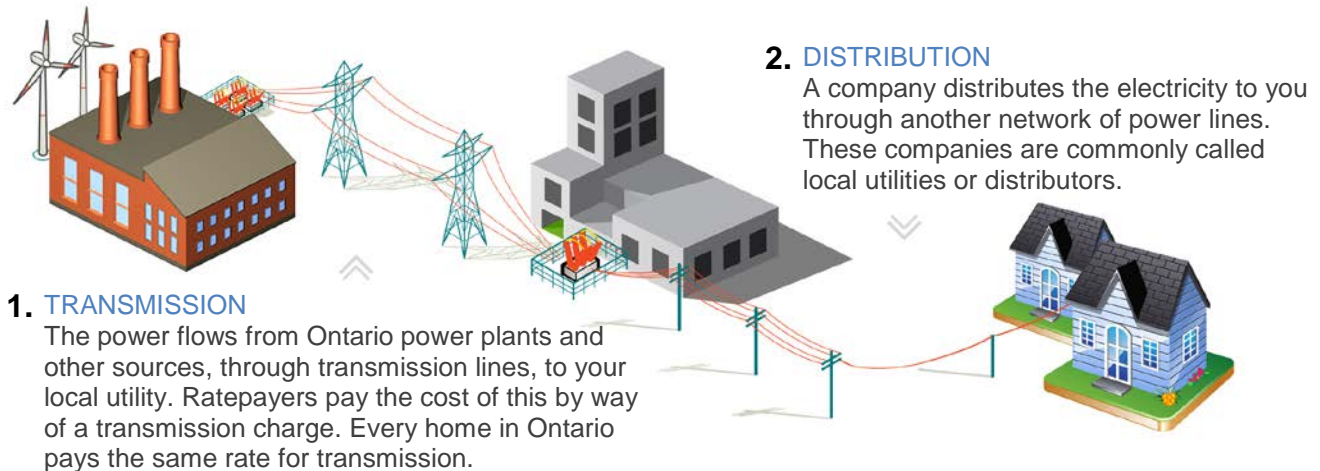 2. DISTRIBUTION
A company distributes the electricity to you
through another network of power lines.
These companies are commonly called
local utilities or distributors.
1. TRANSMISSION
The power flows from Ontario power plants and
other sources, through transmission lines, to your
local utility. Ratepayers pay the cost of this by way
of a transmission charge. Every home in Ontario
pays the same rate for transmission.